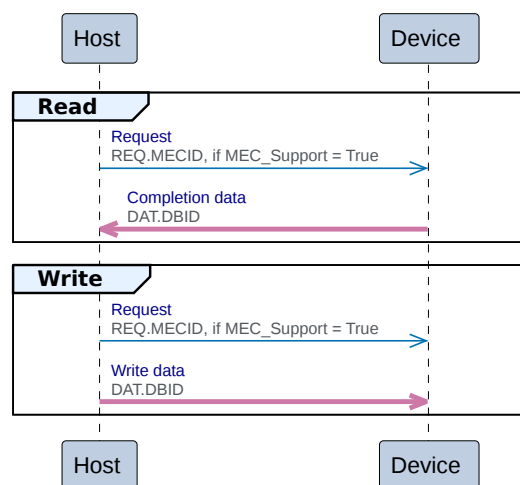 Host
Device
Read
Request
REQ.MECID, if MEC_Support = True
Completion data
DAT.DBID
Write
Request
REQ.MECID, if MEC_Support = True
Write data
DAT.DBID
Host
Device